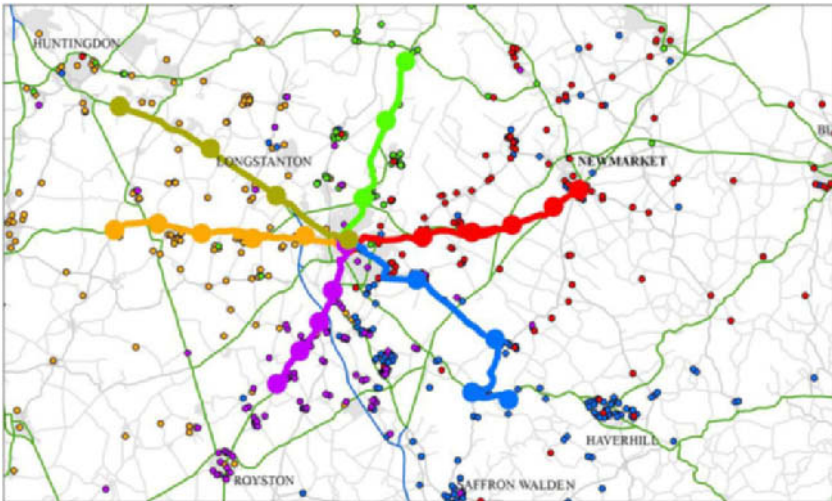 HUNTINGDON
LONGSTANTON
NEWMARKET
HAVERHILL
ROYSTON
SAFFRON WALDEN